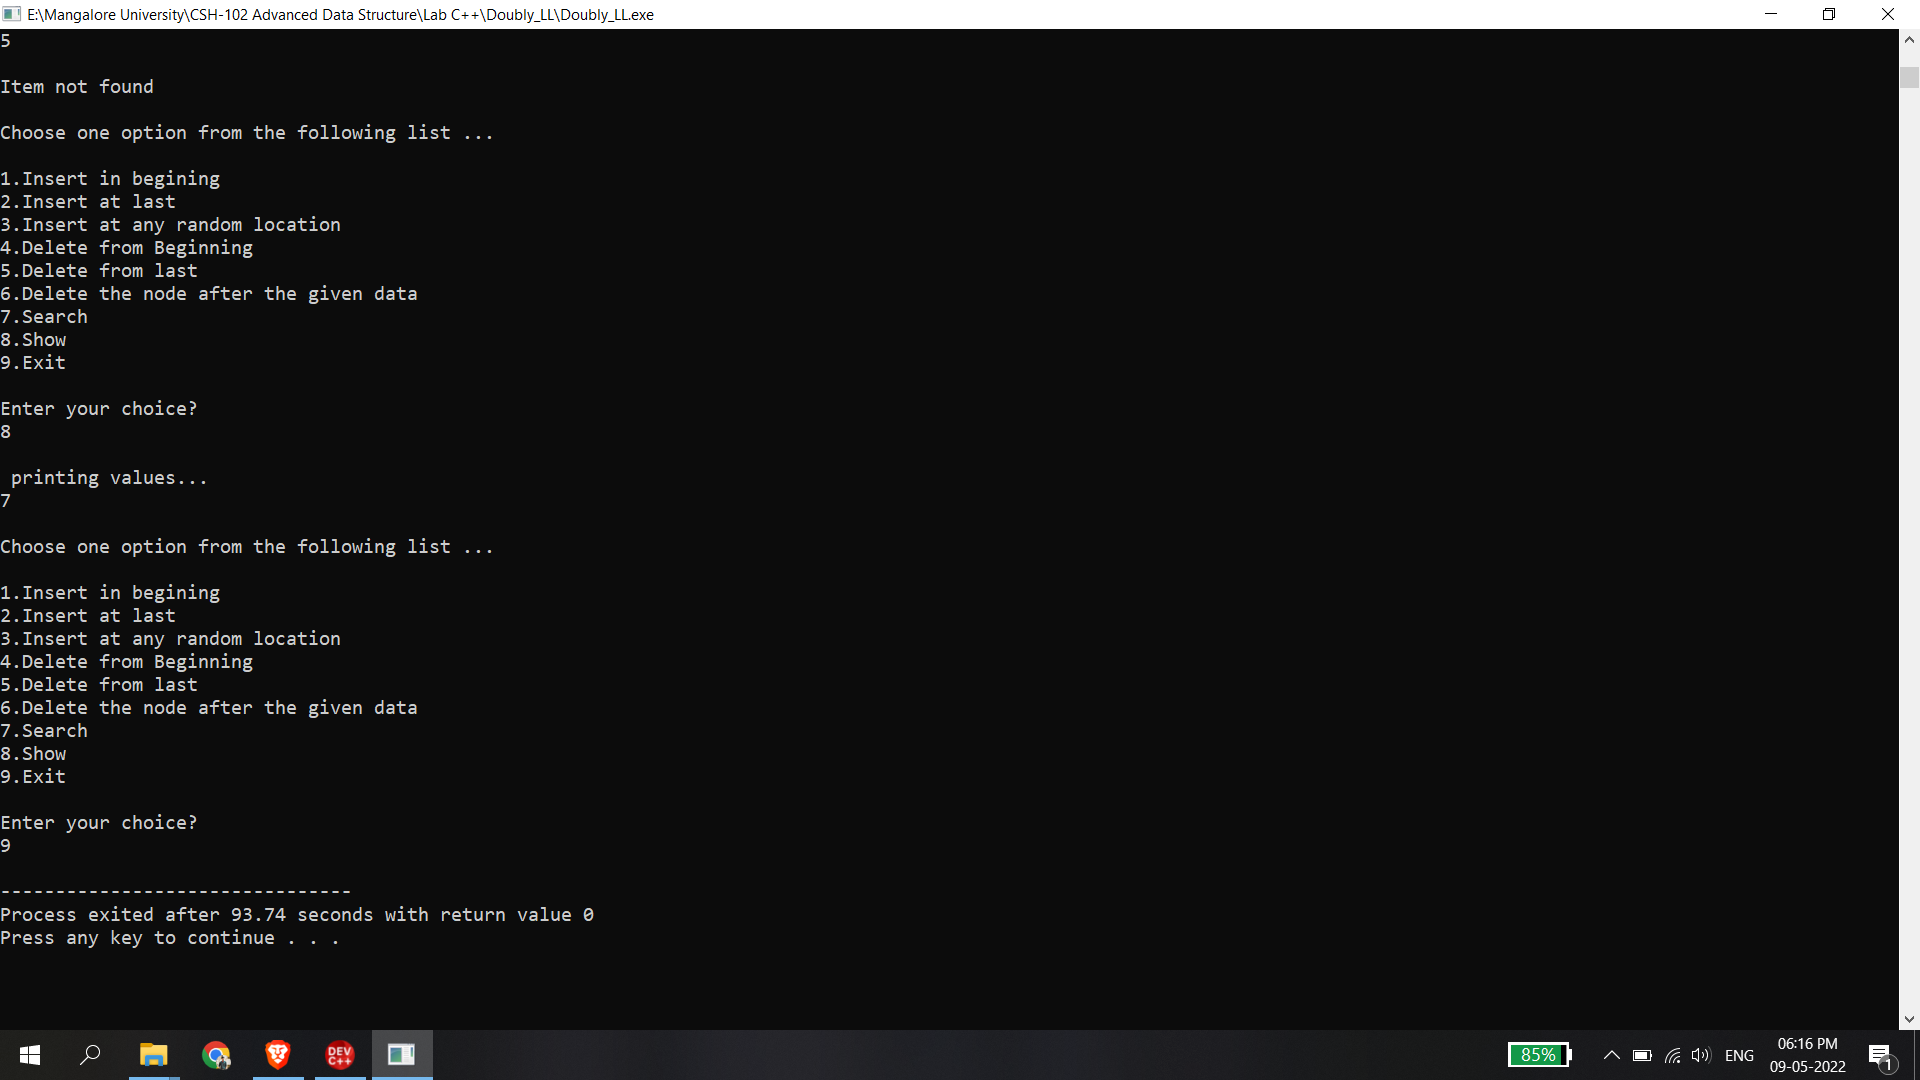 E:\Mangalore University\CSH-102 Advanced Data Structure\Lab C++\Doubly_LL\Doubly_LL.exe
5
Item not found
Choose one option from the following list ...
1.Insert in begining
2.Insert at last
3.Insert at any random location
4.Delete from Beginning
5.Delete from last
6.Delete the node after the given data
7.Search
8.Show
9.Exit
Enter your choice?
8
printing values...
7
Choose one option from the following list ...
1.Insert in begining
2.Insert at last
3.Insert at any random location
4.Delete from Beginning
5.Delete from last
6.Delete the node after the given data
7.Search
8.Show
9.Exit
Enter your choice?
9
--------------------------------
Process exited after 93.74 seconds with return value 0
Press any key to continue . . .
DEV C++
85%
ENG
06:16 PM
09-05-2022
1